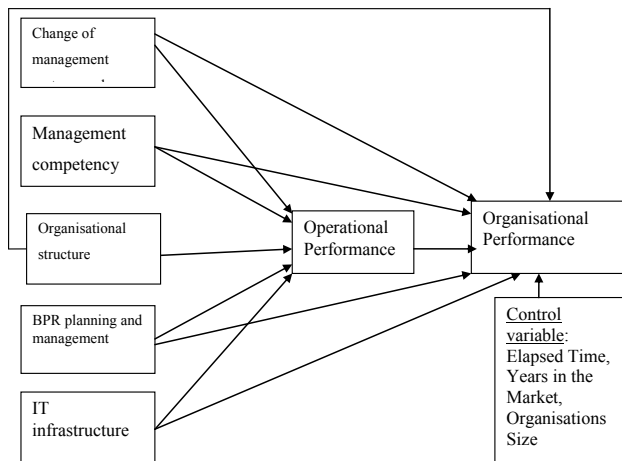 Change of
management
Management
competency
Organisational
structure
BPR planning and
management
IT
infrastructure
Operational
Performance
Organisational
Performance
Control
variable:
Elapsed Time,
Years in the
Market,
Organisations
Size